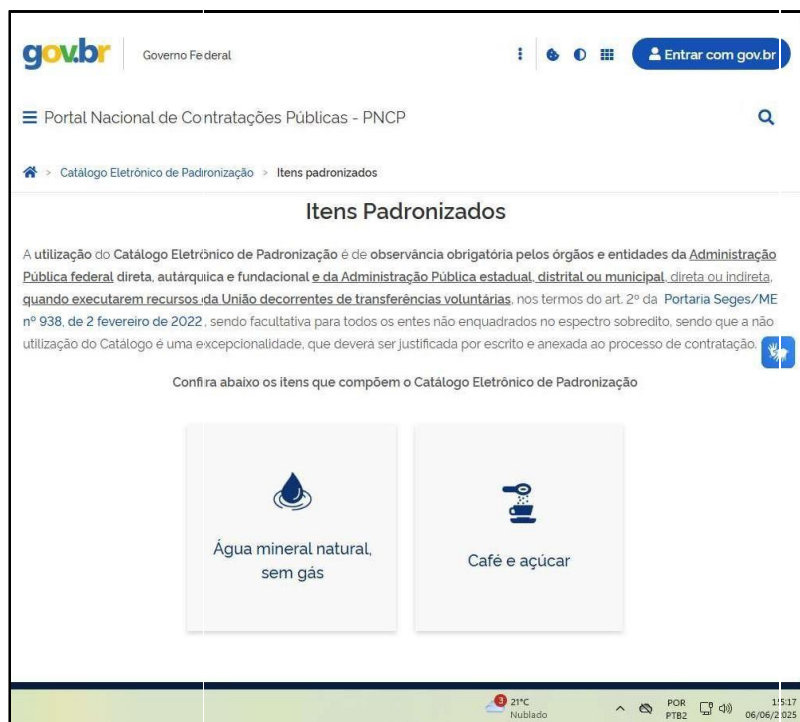 gov.br
Governo Federal
Entrar com gov.br
Portal Nacional de Contratações Públicas - PNCP
> Catálogo Eletrônico de Padronização > Itens padronizados
Itens Padronizados
A utilização do Catálogo Eletrônico de Padronização é de observância obrigatória pelos órgãos e entidades da Administração
Pública federal direta, autárquica e fundacional e da Administração Pública estadual, distrital ou municipal, direta ou indireta,
quando executarem recursos da União decorrentes de transferências voluntárias, nos termos do art. 2º da Portaria Seges/ME
nº 938, de 2 fevereiro de 2022, sendo facultativa para todos os entes não enquadrados no espectro sobredito, sendo que a não
utilização do Catálogo é uma excepcionalidade, que deverá ser justificada por escrito e anexada ao processo de contratação.
Confira abaixo os itens que compõem o Catálogo Eletrônico de Padronização
Água mineral natural,
sem gás
Café e açúcar
3
21°C
Nublado
POR
PTB2
15:17
06/06/2025